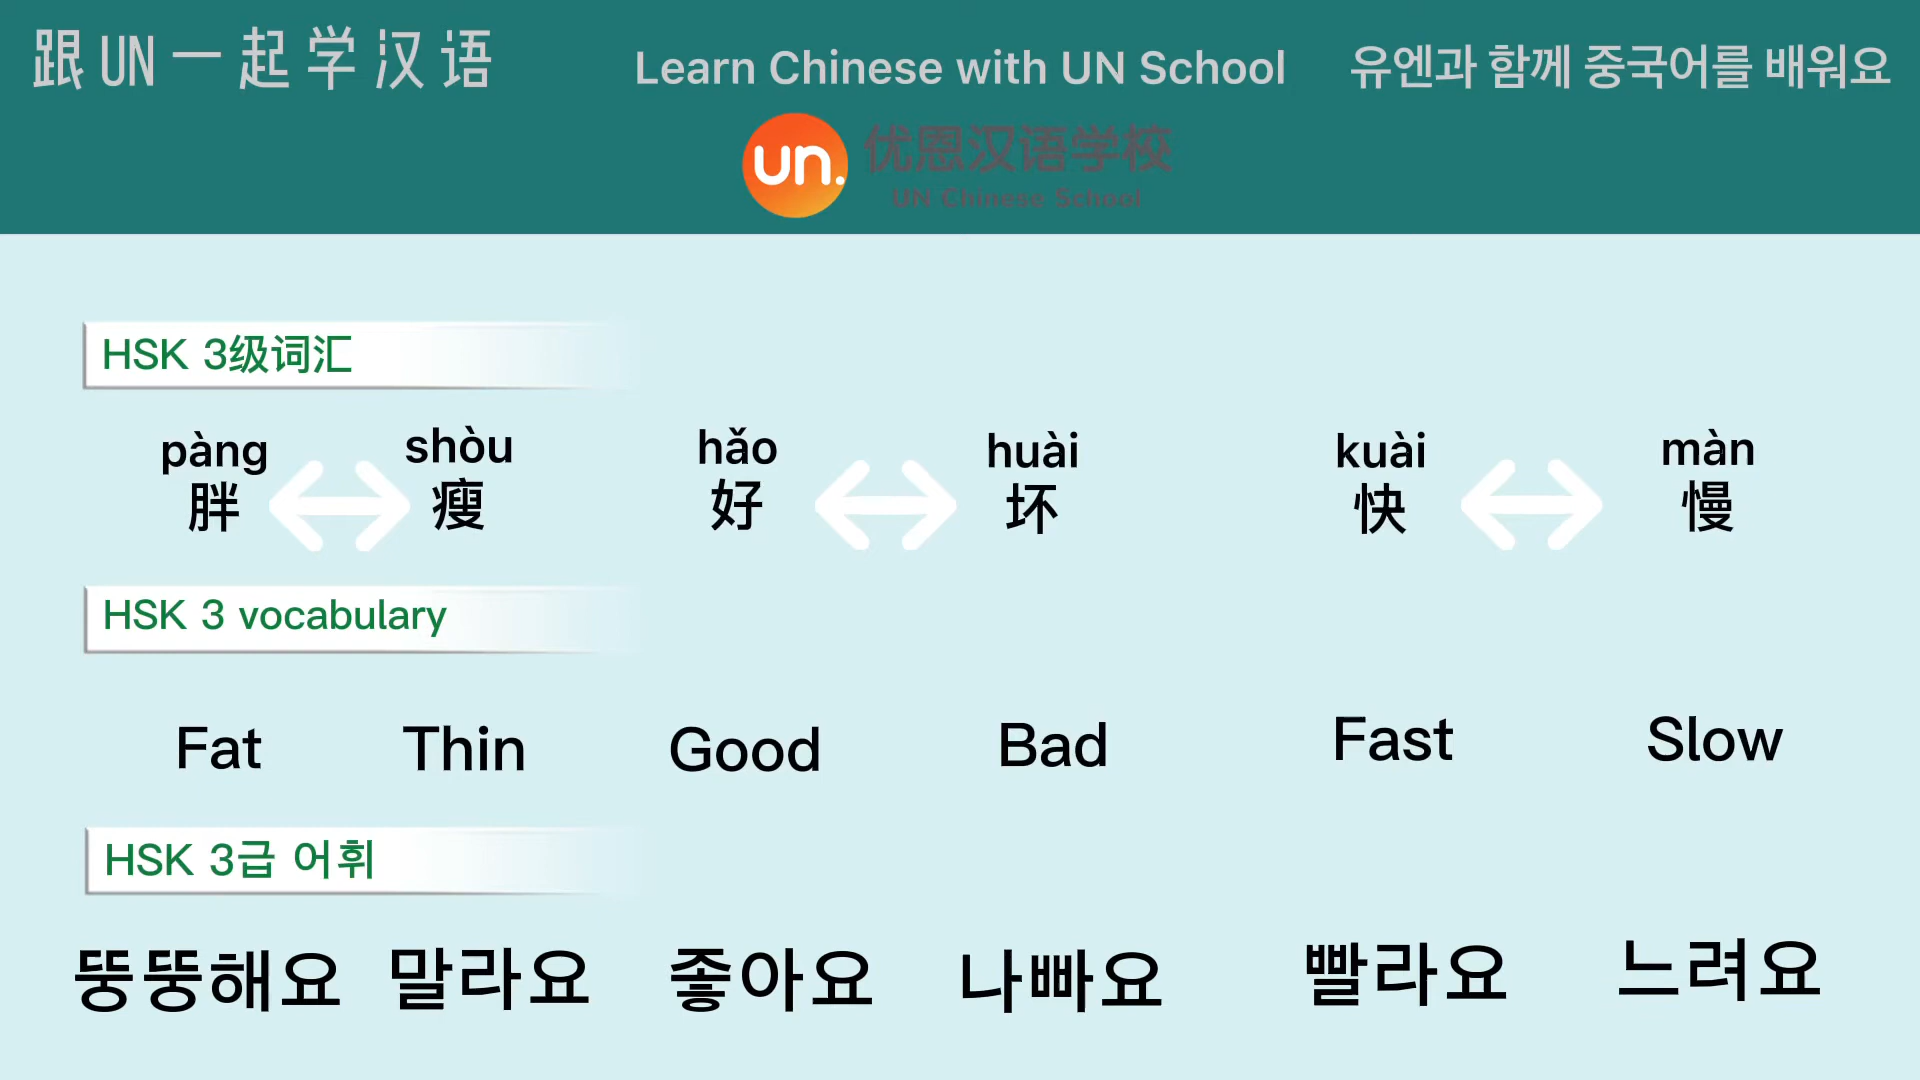 跟UN一起学汉语
Learn Chinese with UN School
유엔과 함께 중국어를 배워요
un.
优恩汉语学校
UN Chinese School
HSK 3级词汇
pàng shòu hǎo huài kuài màn
胖 瘦 好 坏 快 慢
HSK 3 vocabulary
Fat Thin Good Bad Fast Slow
HSK 3급 어휘
뚱뚱해요 말라요 좋아요 나빠요 빨라요 느려요